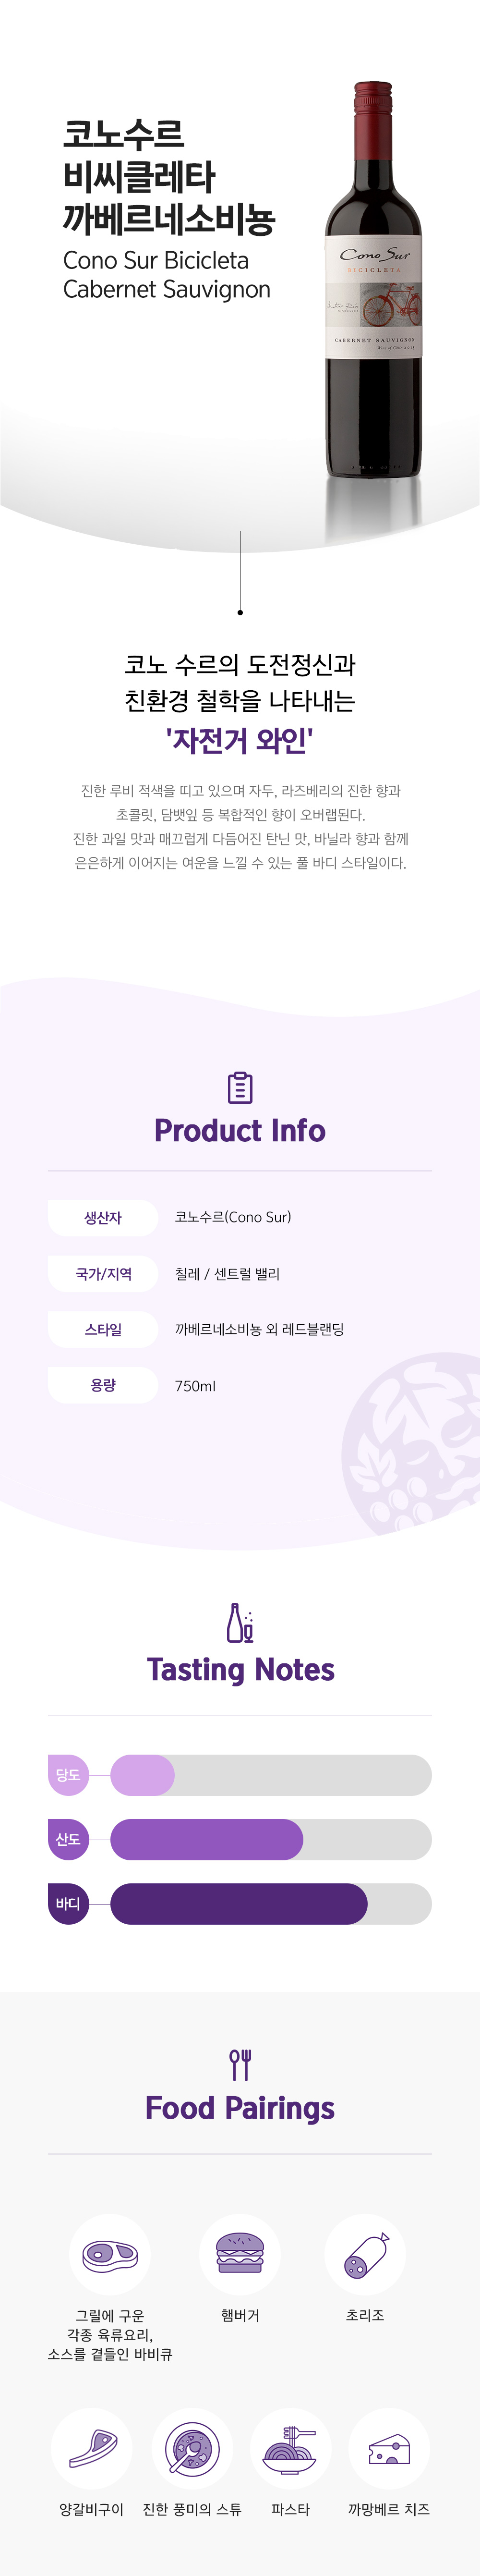 코노수르
비씨클레타
까베르네소비뇽
Cono Sur Bicicleta
Cabernet Sauvignon
Cono Sur
BICICLETA
CABERNET SAUVIGNON
코노 수르의 도전정신과
친환경 철학을 나타내는
'자전거 와인'
진한 루비 적색을 띠고 있으며 자두, 라즈베리의 진한 향과
초콜릿, 담뱃잎 등 복합적인 향이 오버랩된다.
진한 과일 맛과 매끄럽게 다듬어진 탄닌 맛, 바닐라 향과 함께
은은하게 이어지는 여운을 느낄 수 있는 풀 바디 스타일이다.
Product Info
생산자 코노수르(Cono Sur)
국가/지역 칠레 / 센트럴 밸리
스타일 까베르네소비뇽 외 레드블랜딩
용량 750ml
Tasting Notes
당도
산도
바디
Food Pairings
그릴에 구운
각종 육류요리,
소스를 곁들인 바비큐
햄버거
초리조
양갈비구이
진한 풍미의 스튜
파스타
까망베르 치즈